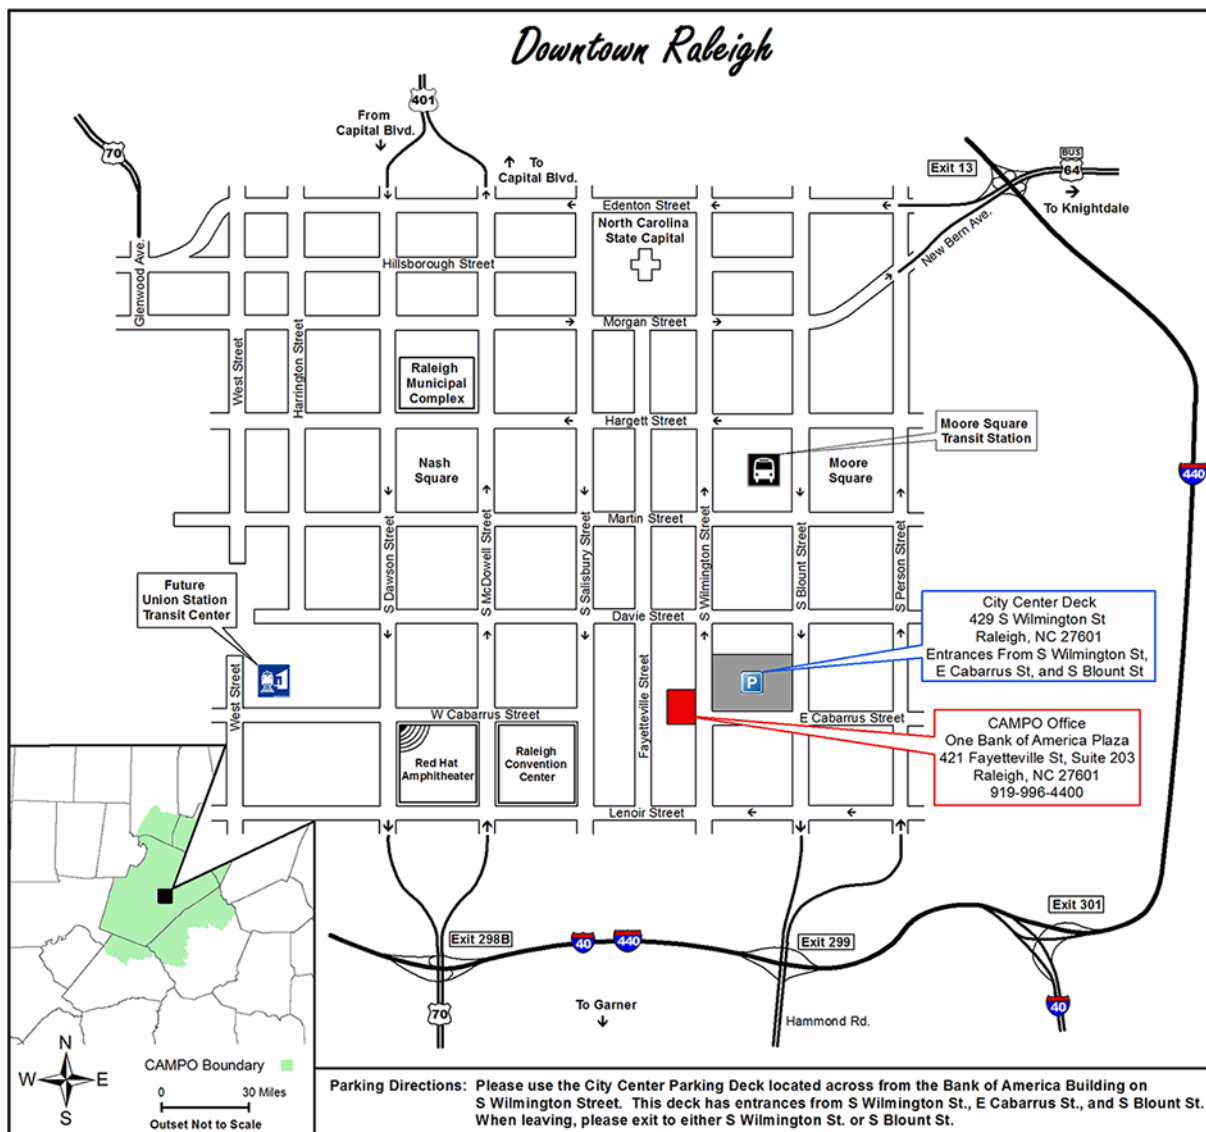 Downtown Raleigh
401
From
Capital Blvd.
To
Capital Blvd.
70
Exit 13
BUS
64
To Knightdale
New Bern Ave.
Edenton Street
North Carolina
State Capital
Glenwood Ave.
Hillsborough Street
Morgan Street
West Street
Harrington Street
Raleigh
Municipal
Complex
Hargett Street
Moore Square
Transit Station
440
Nash
Square
Moore
Square
Martin Street
S Dawson Street
S McDowell Street
S Salisbury Street
S Wilmington Street
S Blount Street
S Person Street
Future
Union Station
Transit Center
Davie Street
City Center Deck
429 S Wilmington St
Raleigh, NC 27601
Entrances From S Wilmington St,
E Cabarrus St, and S Blount St
West Street
Fayetteville Street
P
W Cabarrus Street
E Cabarrus Street
CAMPO Office
One Bank of America Plaza
421 Fayetteville St, Suite 203
Raleigh, NC 27601
919-996-4400
Red Hat
Amphitheater
Raleigh
Convention
Center
Lenoir Street
Exit 298B
40
440
Exit 299
Exit 301
70
To Garner
Hammond Rd.
40
N
W
E
S
CAMPO Boundary
0
30 Miles
Outset Not to Scale
Parking Directions: Please use the City Center Parking Deck located across from the Bank of America Building on
S Wilmington Street. This deck has entrances from S Wilmington St., E Cabarrus St., and S Blount St.
When leaving, please exit to either S Wilmington St. or S Blount St.